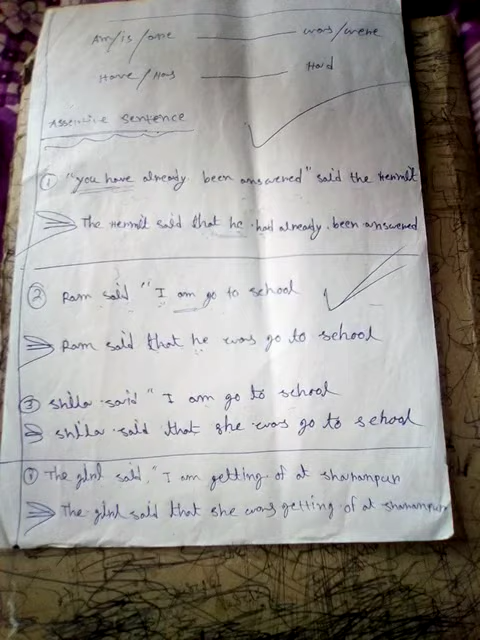 Am/is/are ——— was/were
Have/Has ——— Had
Assertive Sentence
① "you have already been answered" said the Hermit
The Hermit said that he had already been answered
② Ram said "I am go to school
Ram said that he was go to school
③ Shila said "I am go to school
Shila said that she was go to school
④ The girl said, "I am getting of at sharanpur
The girl said that she was getting of at sharanpur